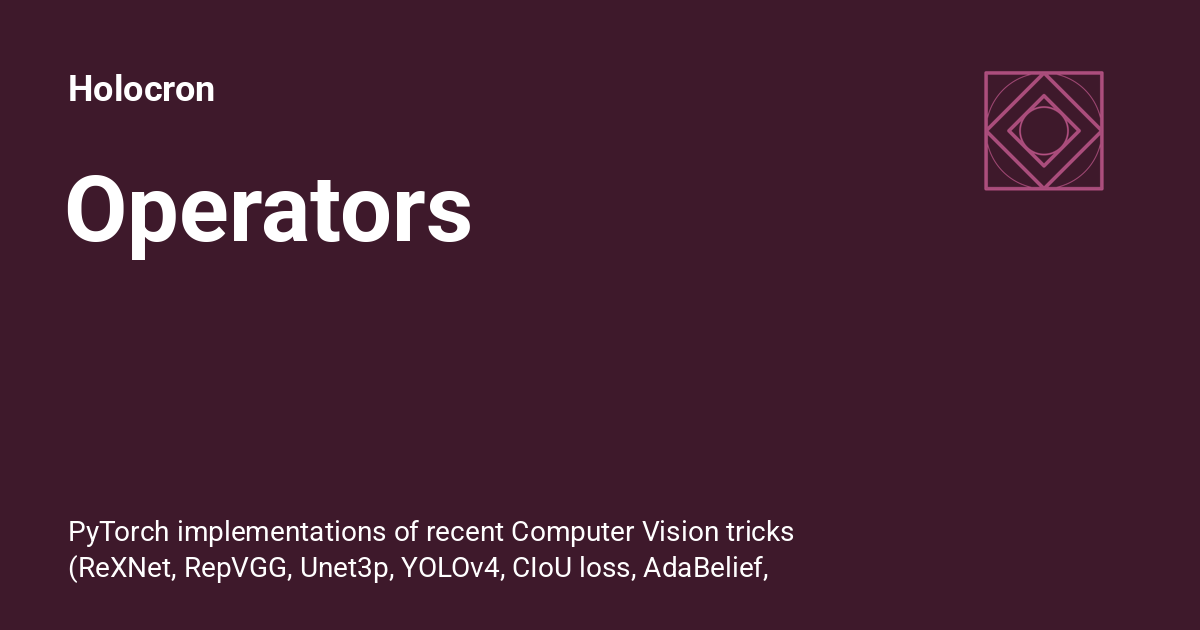 Holocron
Operators
PyTorch implementations of recent Computer Vision tricks
(ReXNet, RepVGG, Unet3p, YOLOv4, CIoU loss, AdaBelief,